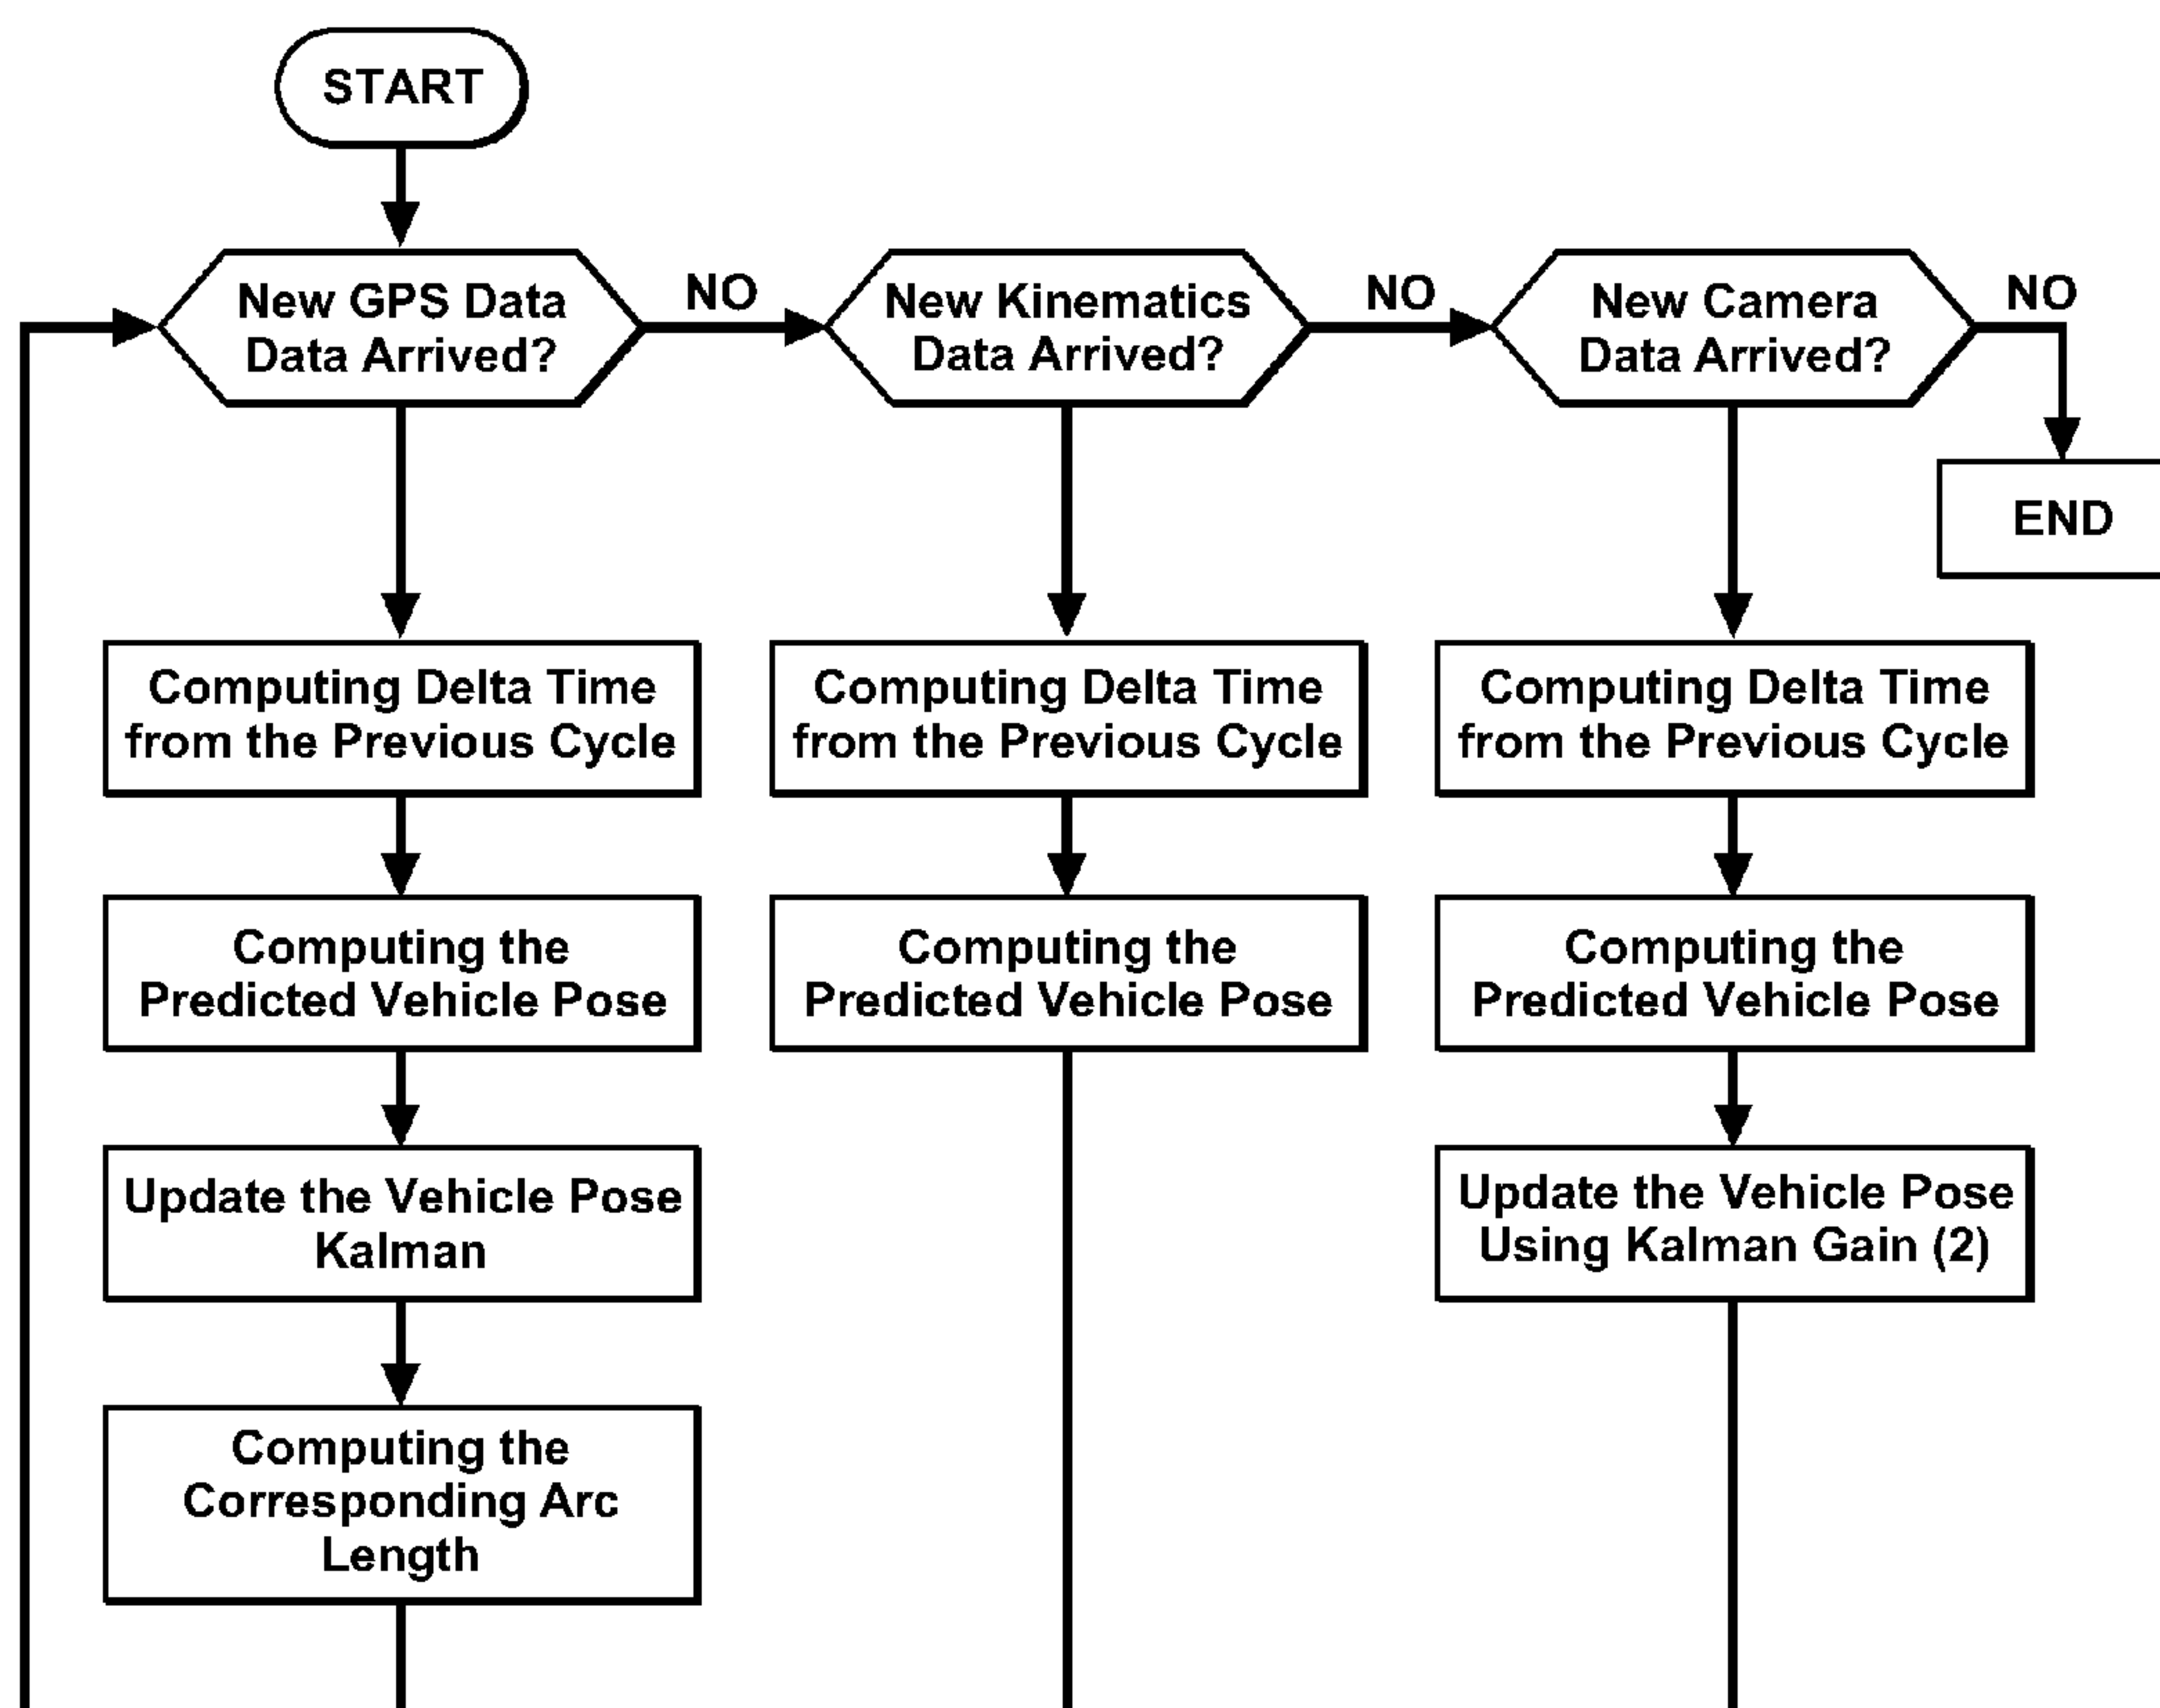 START
New GPS Data
Data Arrived?
NO
New Kinematics
Data Arrived?
NO
New Camera
Data Arrived?
NO
END
Computing Delta Time
from the Previous Cycle
Computing Delta Time
from the Previous Cycle
Computing Delta Time
from the Previous Cycle
Computing the
Predicted Vehicle Pose
Computing the
Predicted Vehicle Pose
Computing the
Predicted Vehicle Pose
Update the Vehicle Pose
Kalman
Update the Vehicle Pose
Using Kalman Gain (2)
Computing the
Corresponding Arc
Length